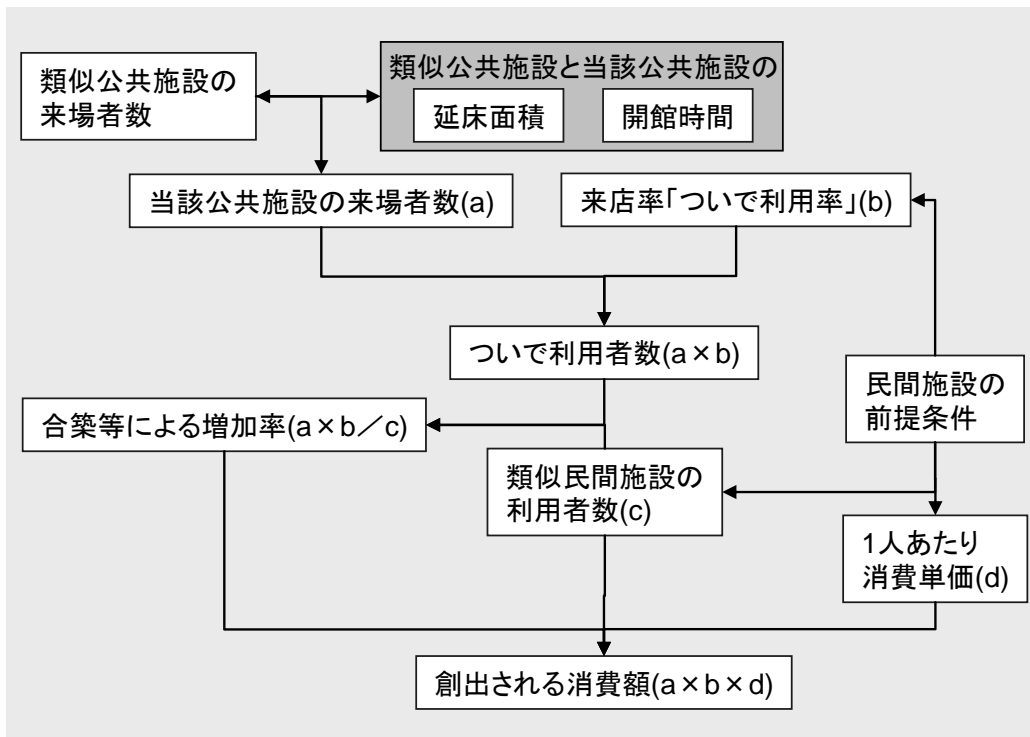 類似公共施設の
来場者数
類似公共施設と当該公共施設の
延床面積
開館時間
当該公共施設の来場者数(a)
来店率「ついで利用率」(b)
ついで利用者数(a×b)
民間施設の
前提条件
合築等による増加率(a×b/c)
類似民間施設の
利用者数(c)
1人あたり
消費単価(d)
創出される消費額(a×b×d)